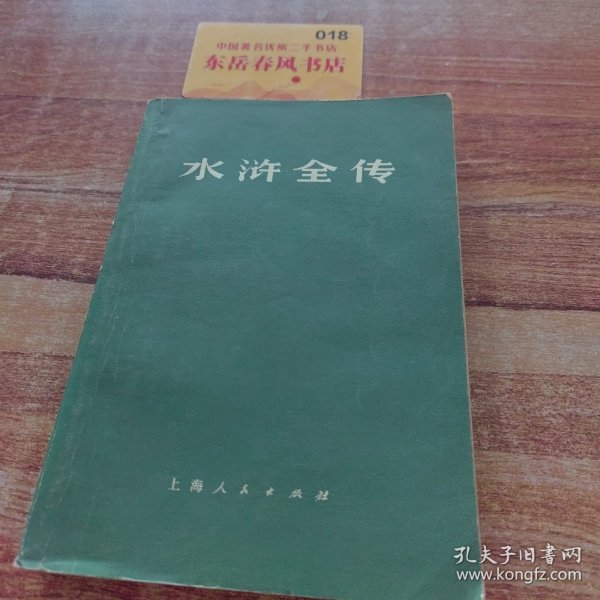 018
中国著名优质二手书店
东岳春风书店
水浒全传
上海人民出版社
孔夫子旧书网
www.kongfz.com